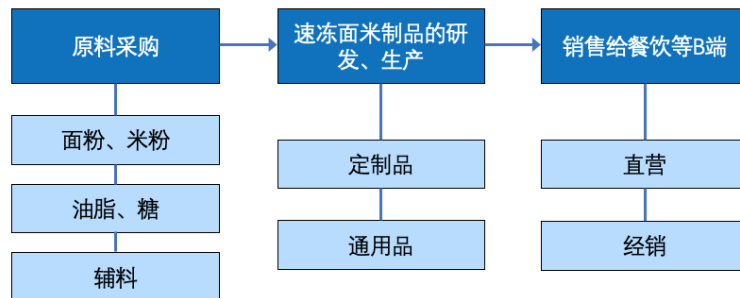 原料采购
速冻面米制品的研
发、生产
销售给餐饮等B端
面粉、米粉
油脂、糖
辅料
定制品
通用品
直营
经销